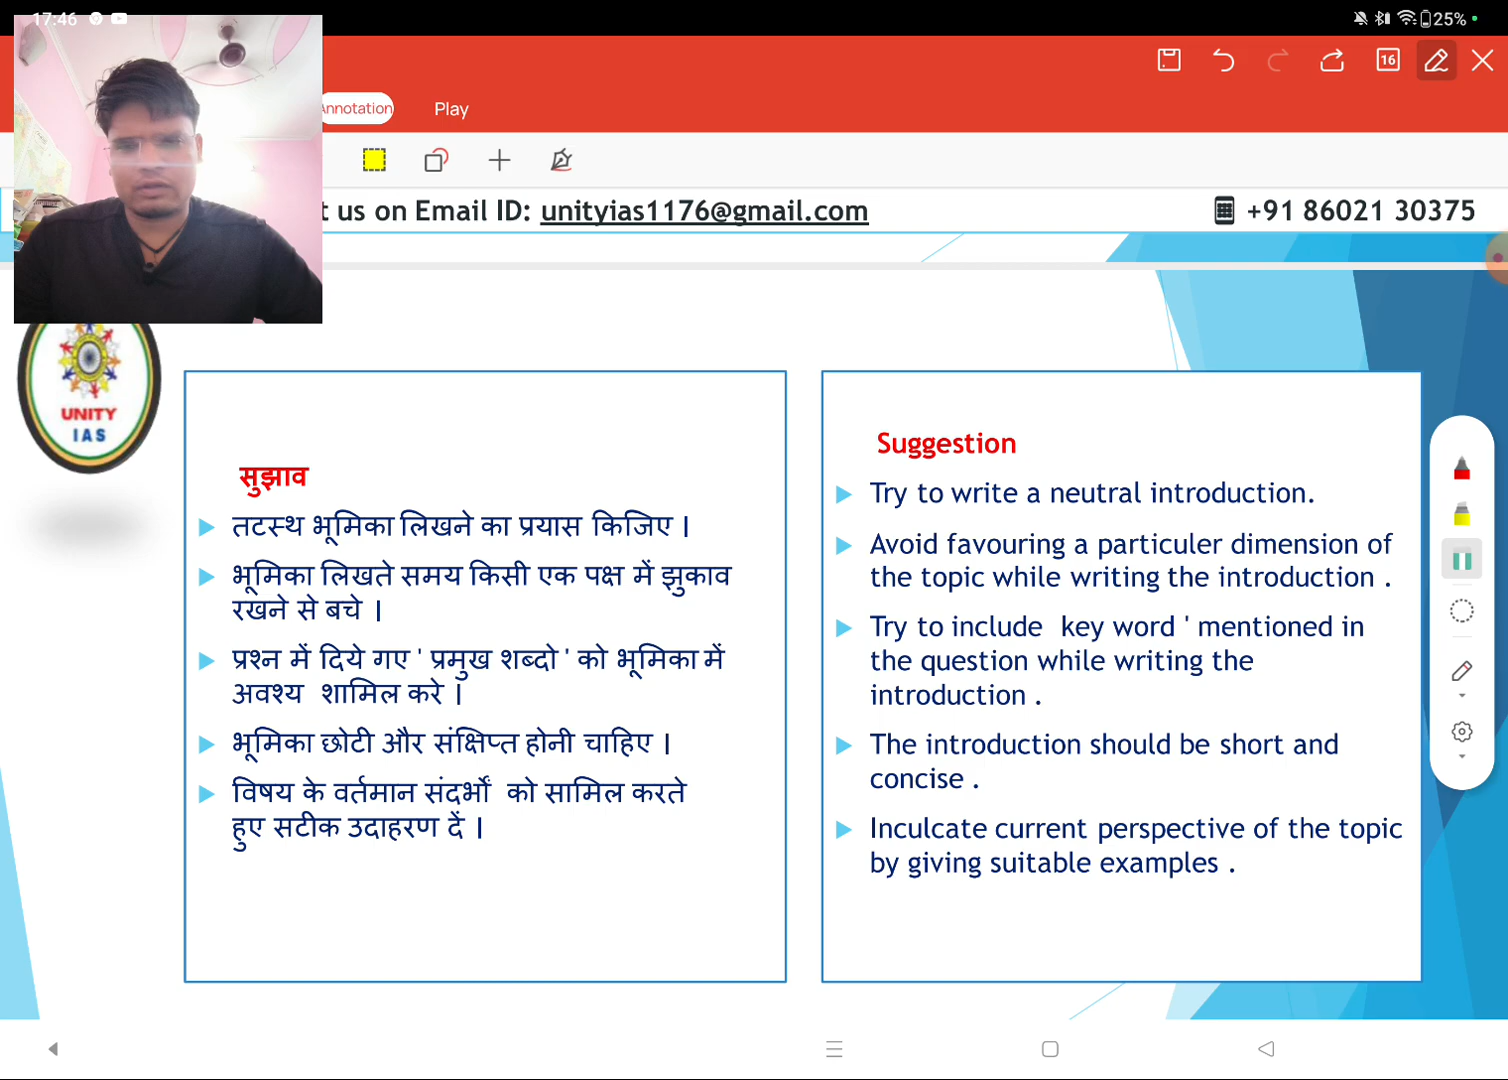 17:46
25%
16
Annotation
Play
t us on Email ID: unityias1176@gmail.com
+91 86021 30375
UNITY
IAS
सुझाव
तटस्थ भूमिका लिखने का प्रयास किजिए ।
भूमिका लिखते समय किसी एक पक्ष में झुकाव
रखने से बचे ।
प्रश्न में दिये गए ' प्रमुख शब्दो ' को भूमिका में
अवश्य शामिल करे ।
भूमिका छोटी और संक्षिप्त होनी चाहिए ।
विषय के वर्तमान संदर्भों को सामिल करते
हुए सटीक उदाहरण दें ।
Suggestion
Try to write a neutral introduction.
Avoid favouring a particuler dimension of
the topic while writing the introduction .
Try to include key word ' mentioned in
the question while writing the
introduction .
The introduction should be short and
concise .
Inculcate current perspective of the topic
by giving suitable examples .